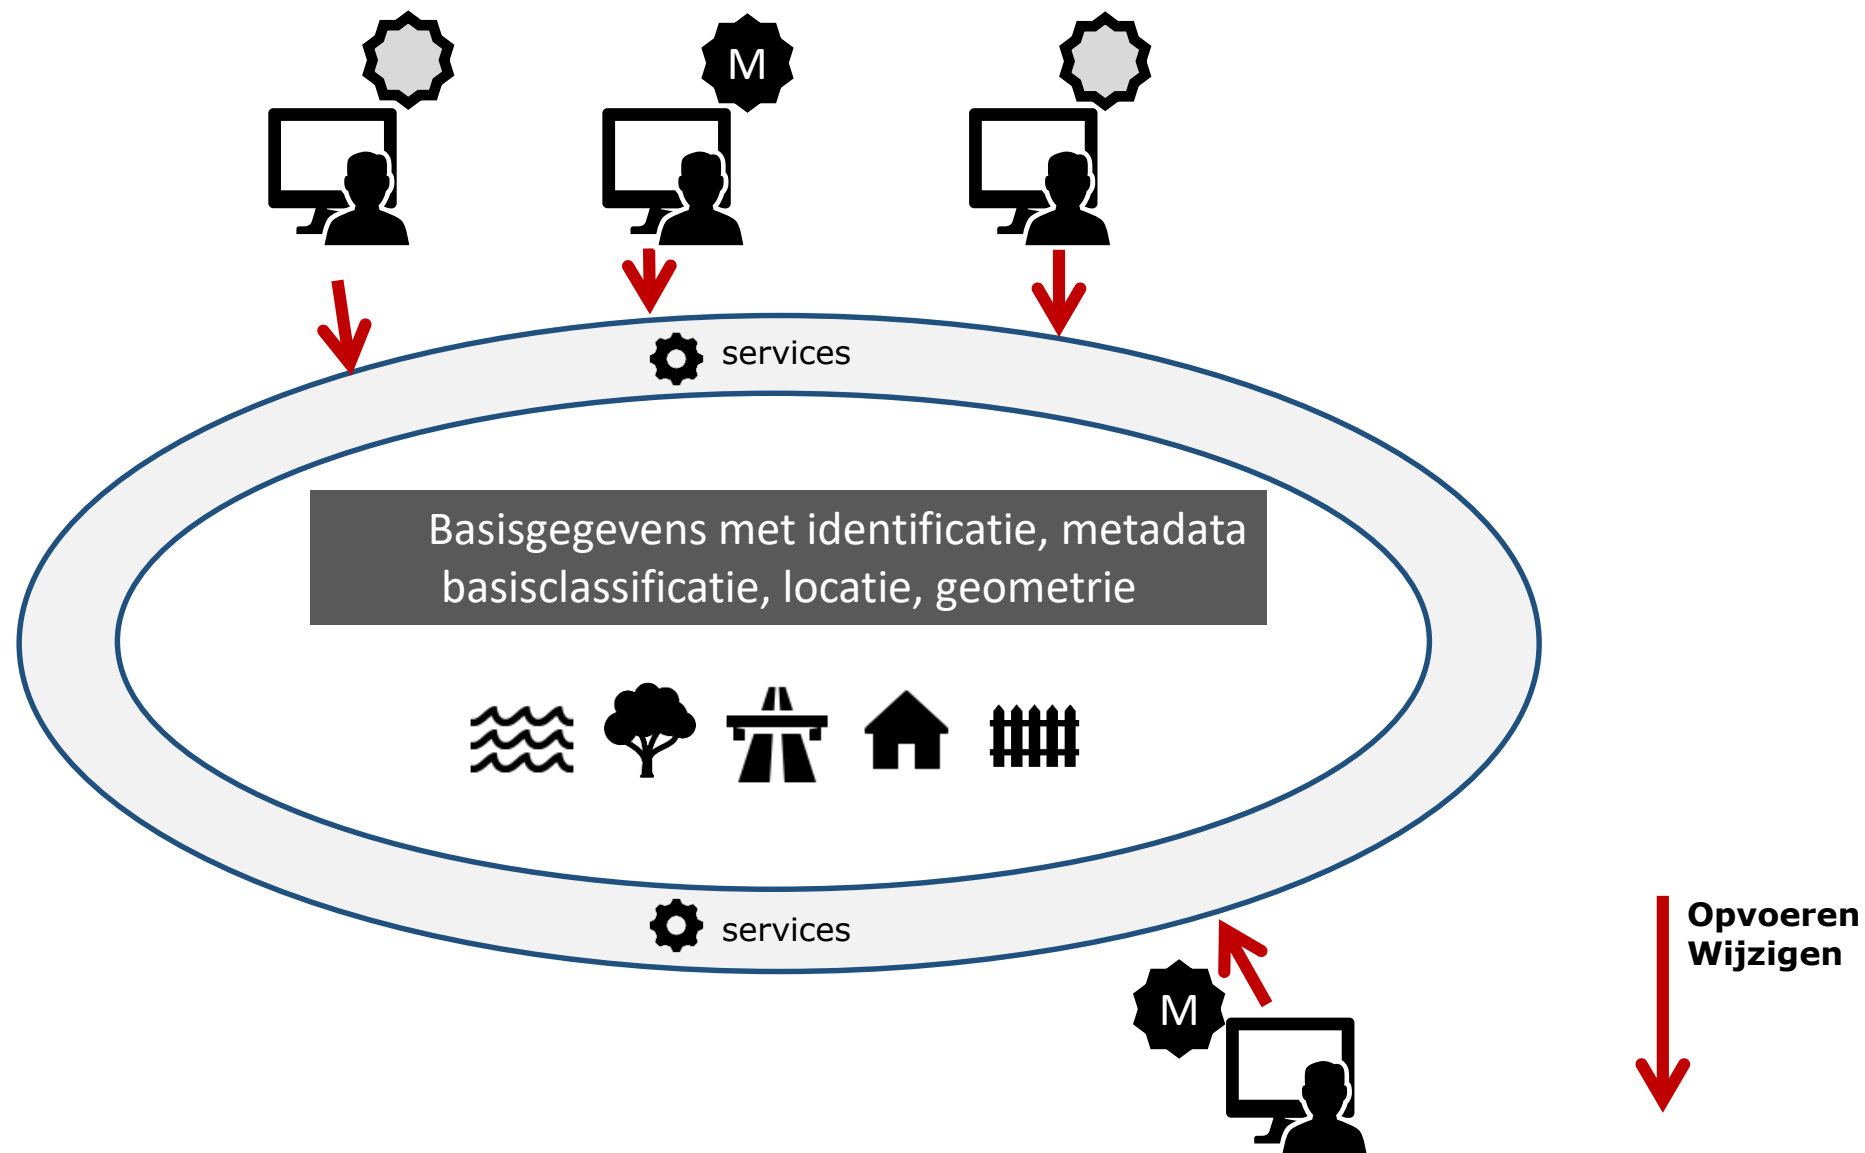 M
services
Basisgegevens met identificatie, metadata
basisclassificatie, locatie, geometrie
services
Opvoeren
Wijzigen
M